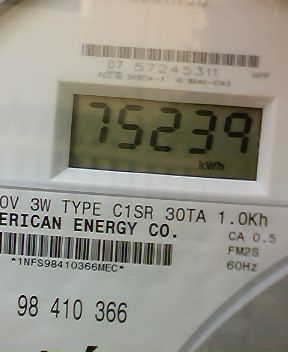 07 57245311
75239
kWh
0V 3W TYPE C1SR 30TA 1.0Kh
ERICAN ENERGY CO.
CA 0.5
FM2S
60Hz
*1NFS98410366MEC*
98 410 366